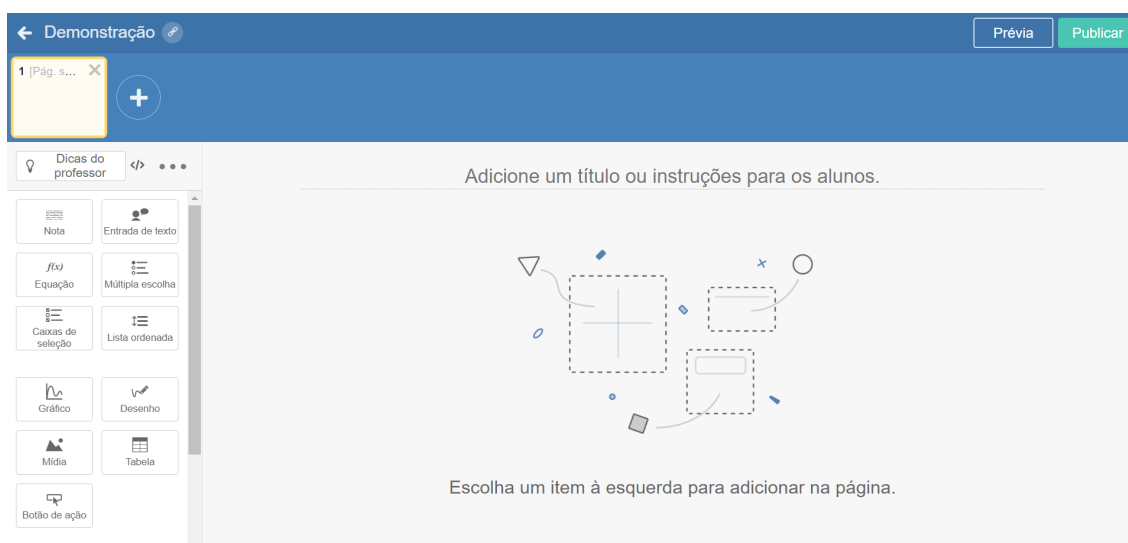 Demonstração
Prévia
Publicar
1 [Pág. s...
Dicas do
professor
Adicione um título ou instruções para os alunos.
Nota
Entrada de texto
f(x)
Equação
Múltipla escolha
Caixas de
seleção
Lista ordenada
Gráfico
Desenho
Mídia
Tabela
Botão de ação
Escolha um item à esquerda para adicionar na página.